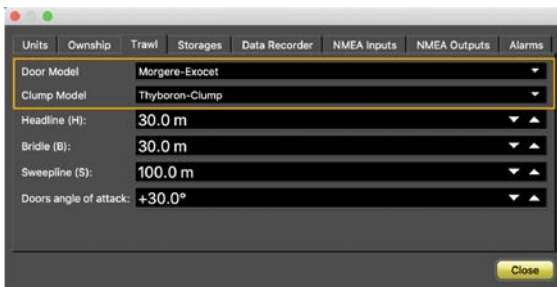 Units Ownship Trawl Storages Data Recorder NMEA Inputs NMEA Outputs Alarms
Door Model Morgere-Exocet
Clump Model Thyboron-Clump
Headline (H): 30.0 m
Bridle (B): 30.0 m
Sweepline (S): 100.0 m
Doors angle of attack: +30.0°
Close